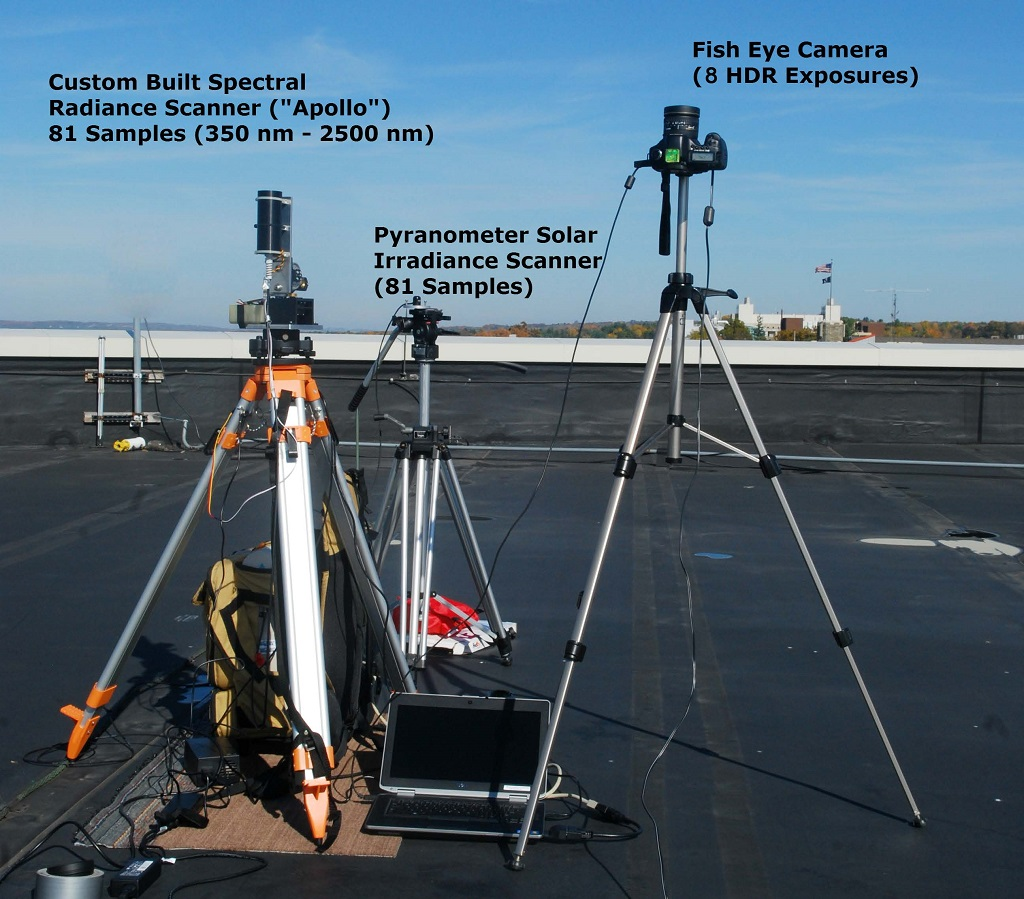 Custom Built Spectral
Radiance Scanner ("Apollo")
81 Samples (350 nm - 2500 nm)
Pyranometer Solar
Irradiance Scanner
(81 Samples)
Fish Eye Camera
(8 HDR Exposures)